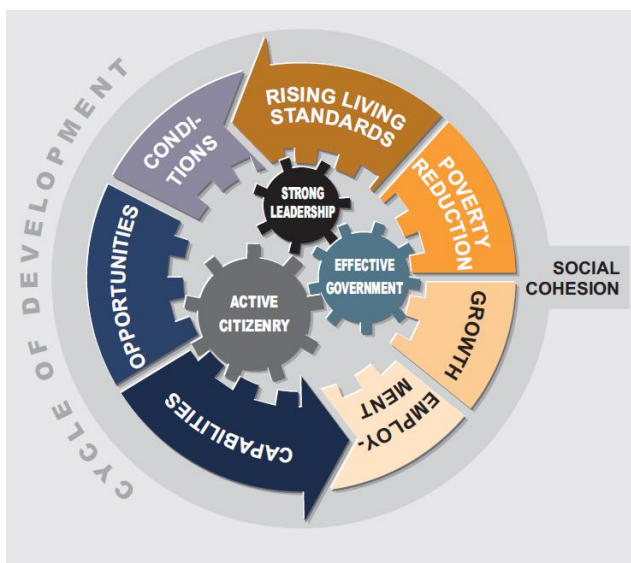 CYCLE OF DEVELOPMENT
RISING LIVING
STANDARDS
POVERTY
REDUCTION
GROWTH
EMPLOY-
MENT
CAPABILITIES
OPPORTUNITIES
CONDI-
TIONS
STRONG
LEADERSHIP
EFFECTIVE
GOVERNMENT
ACTIVE
CITIZENRY
SOCIAL
COHESION